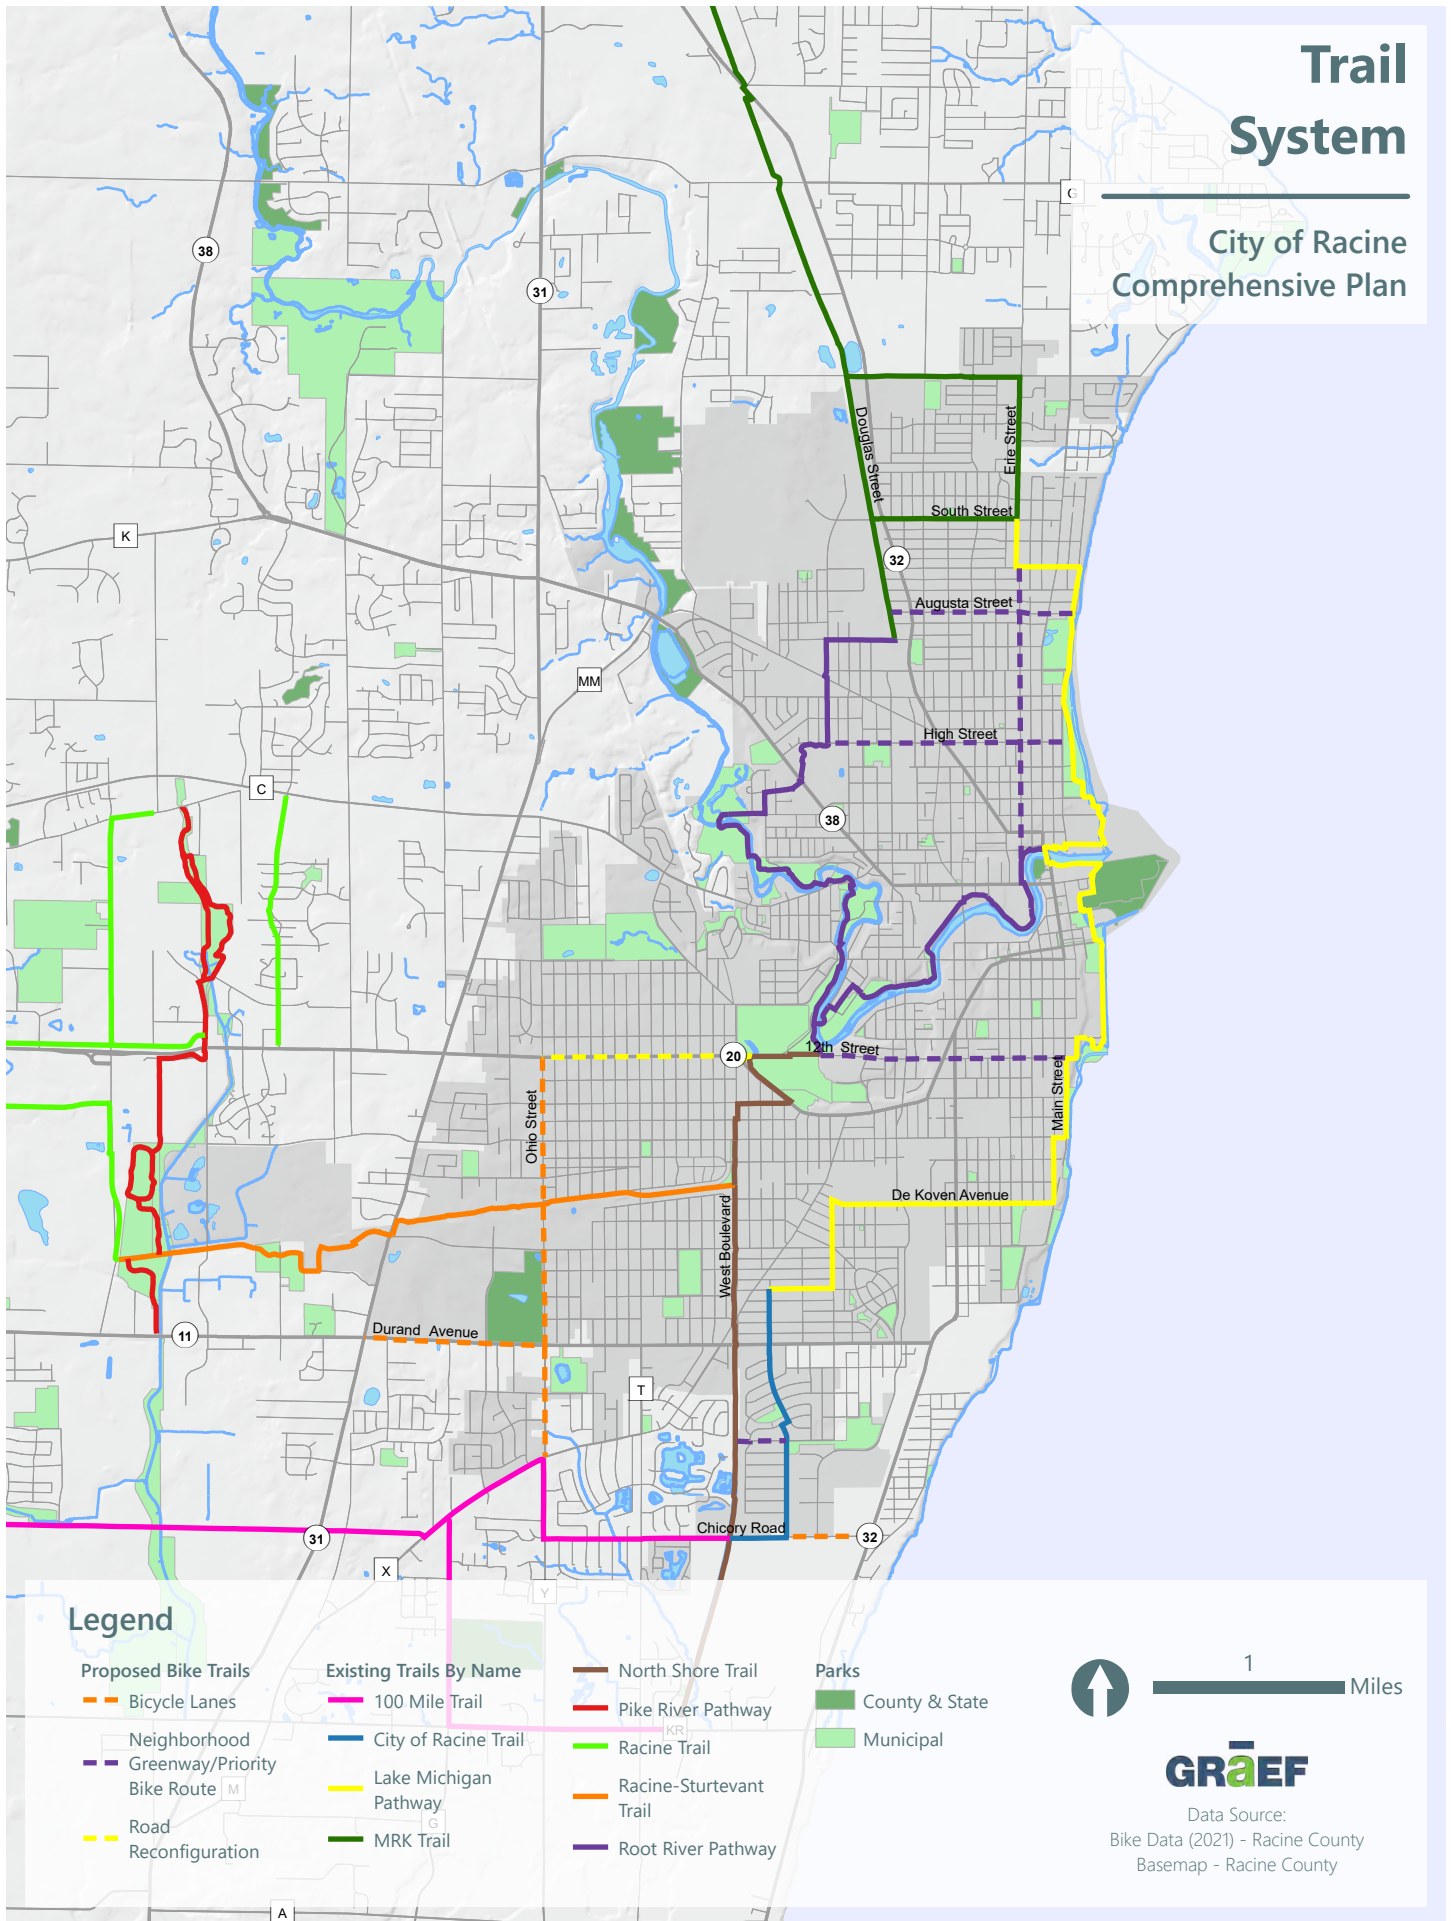 Trail
System
City of Racine
Comprehensive Plan
G
38
31
Douglas Street
Erie Street
South Street
K
32
Augusta Street
MM
High Street
C
38
12th Street
20
Ohio Street
Main Street
De Koven Avenue
West Boulevard
11
Durand Avenue
T
Chicory Road
31
32
X
Y
Legend
Proposed Bike Trails
Bicycle Lanes
Neighborhood
Greenway/Priority
Bike Route
Road
Reconfiguration
Existing Trails By Name
100 Mile Trail
City of Racine Trail
Lake Michigan
Pathway
MRK Trail
North Shore Trail
Pike River Pathway
Racine Trail
Racine-Sturtevant
Trail
Root River Pathway
Parks
County & State
Municipal
KR
M
G
A
1
Miles
GRAEF
Data Source:
Bike Data (2021) - Racine County
Basemap - Racine County